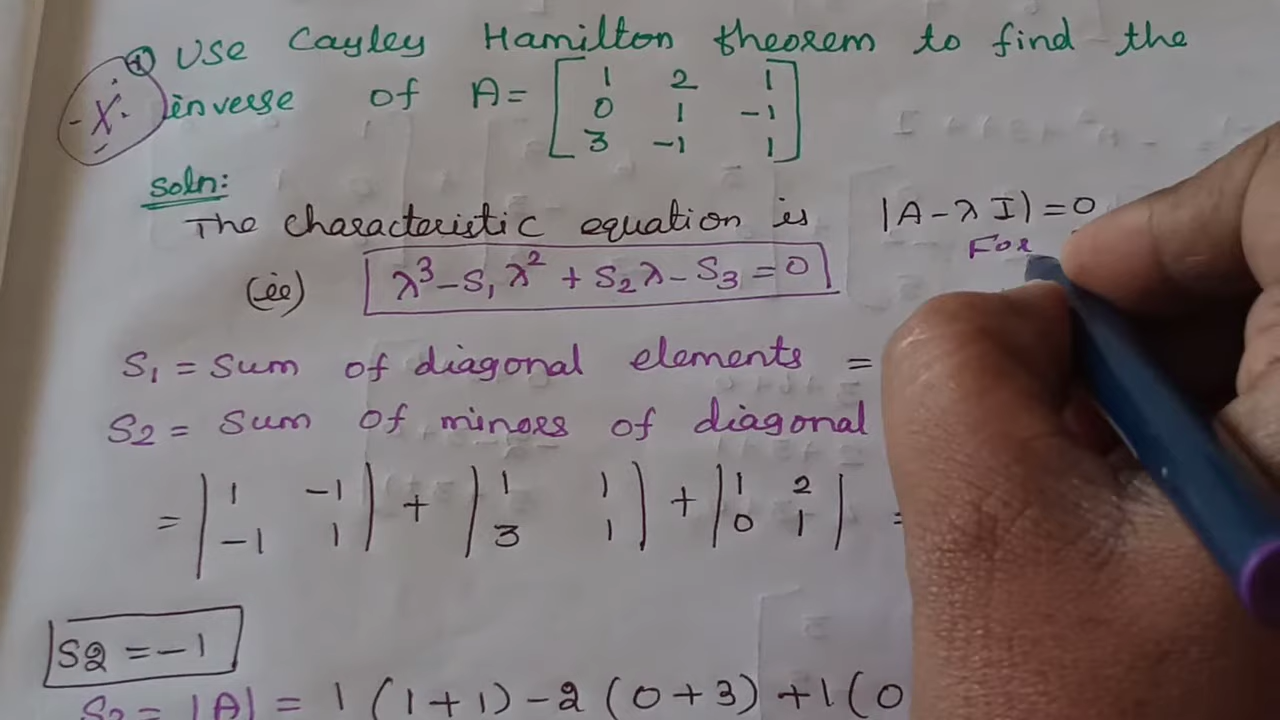 ① Use Cayley Hamilton theorem to find the
inverse of A = [ 1 2 1
0 1 -1
3 -1 1 ]
-X-
Soln:
The characteristic equation is |A - λI| = 0
For
(ie) λ³ - S₁λ² + S₂λ - S₃ = 0
S₁ = Sum of diagonal elements =
S2 = Sum of minors of diagonal
= | 1 -1 | + | 1 1 | + | 1 2 | =
| -1 1 | | 3 1 | | 0 1 |
S2 = -1
= |A| = 1 (1+1) - 2 (0+3) + 1 (0